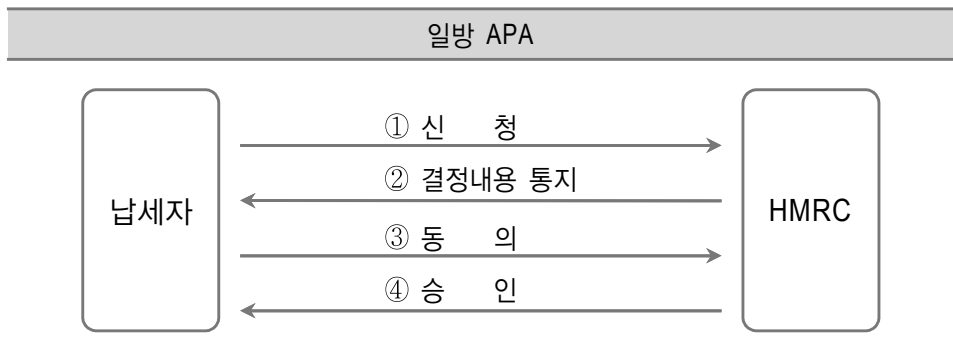 일방 APA
① 신 청
② 결정내용 통지
납세자
HMRC
③ 동 의
④ 승 인